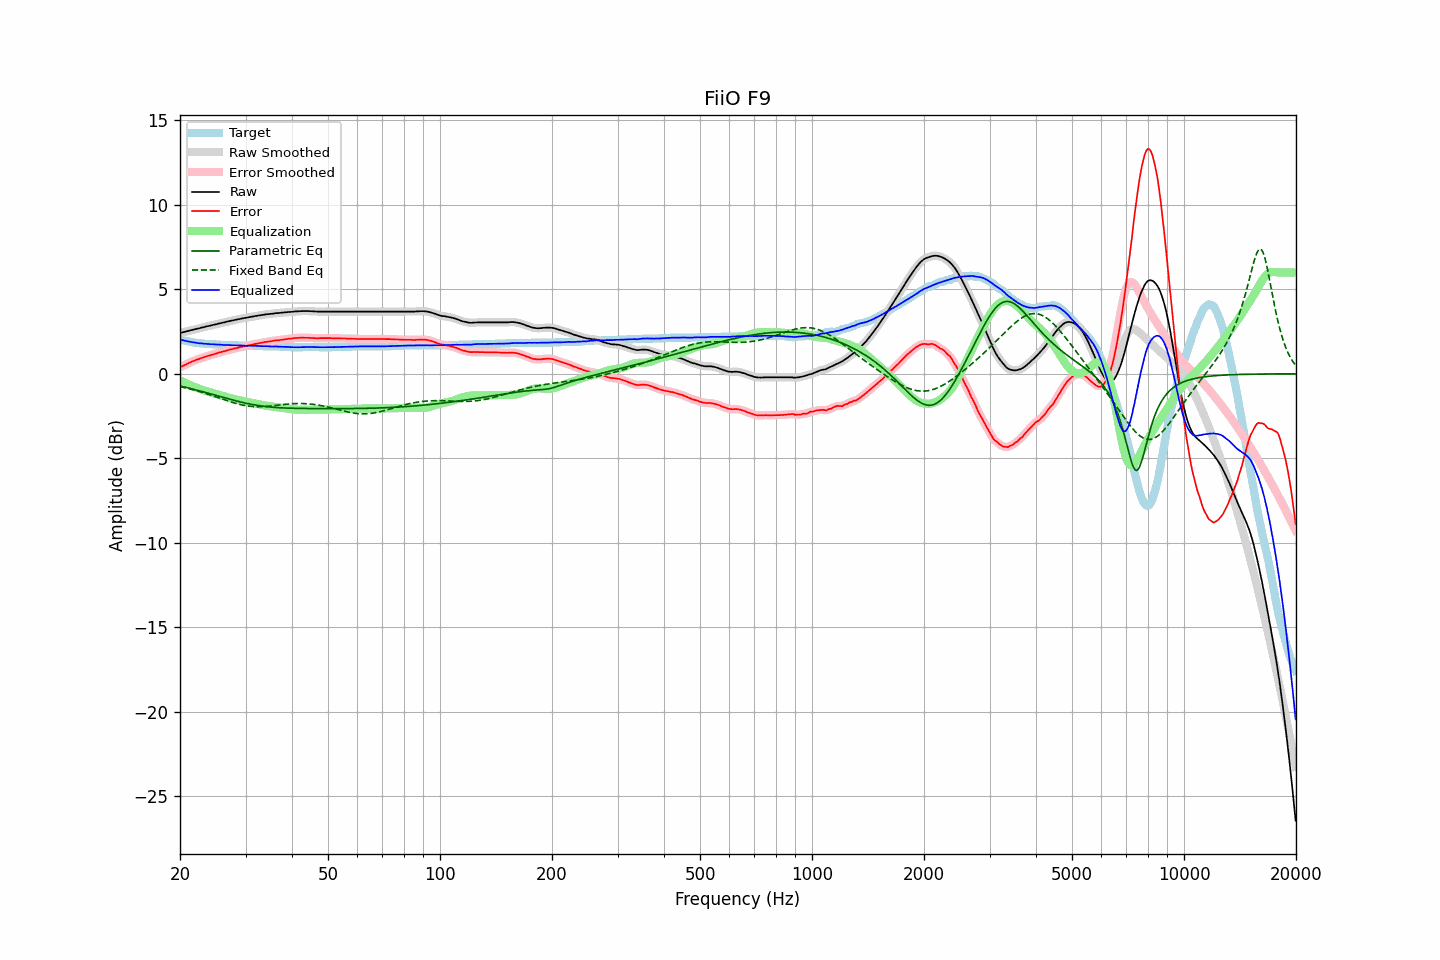 FiiO F9
15
10
5
0
−5
−10
−15
−20
−25
Amplitude (dBr)
Target
Raw Smoothed
Error Smoothed
Raw
Error
Equalization
Parametric Eq
Fixed Band Eq
Equalized
20 50 100 200 500 1000 2000 5000 10000 20000
Frequency (Hz)